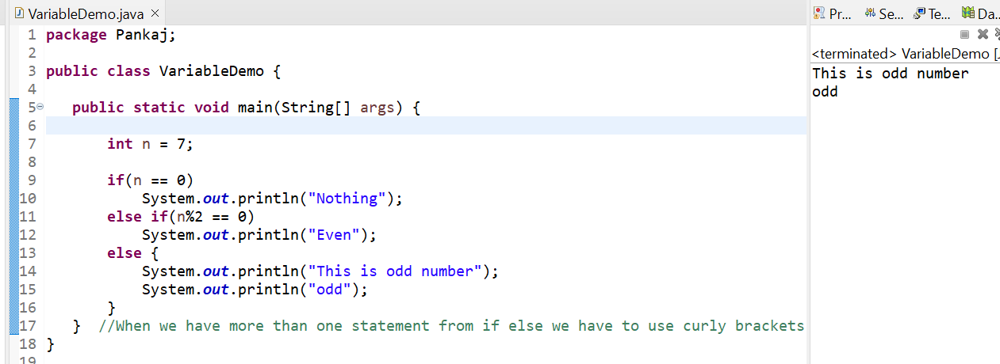 VariableDemo.java
1 package Pankaj;
2
3 public class VariableDemo {
4
5 public static void main(String[] args) {
6
7 int n = 7;
8
9 if(n == 0)
10 System.out.println("Nothing");
11 else if(n%2 == 0)
12 System.out.println("Even");
13 else {
14 System.out.println("This is odd number");
15 System.out.println("odd");
16 }
17 } //When we have more than one statement from if else we have to use curly brackets
18 }
19
Pr... Se... Te... Da...
<terminated> VariableDemo [J
This is odd number
odd